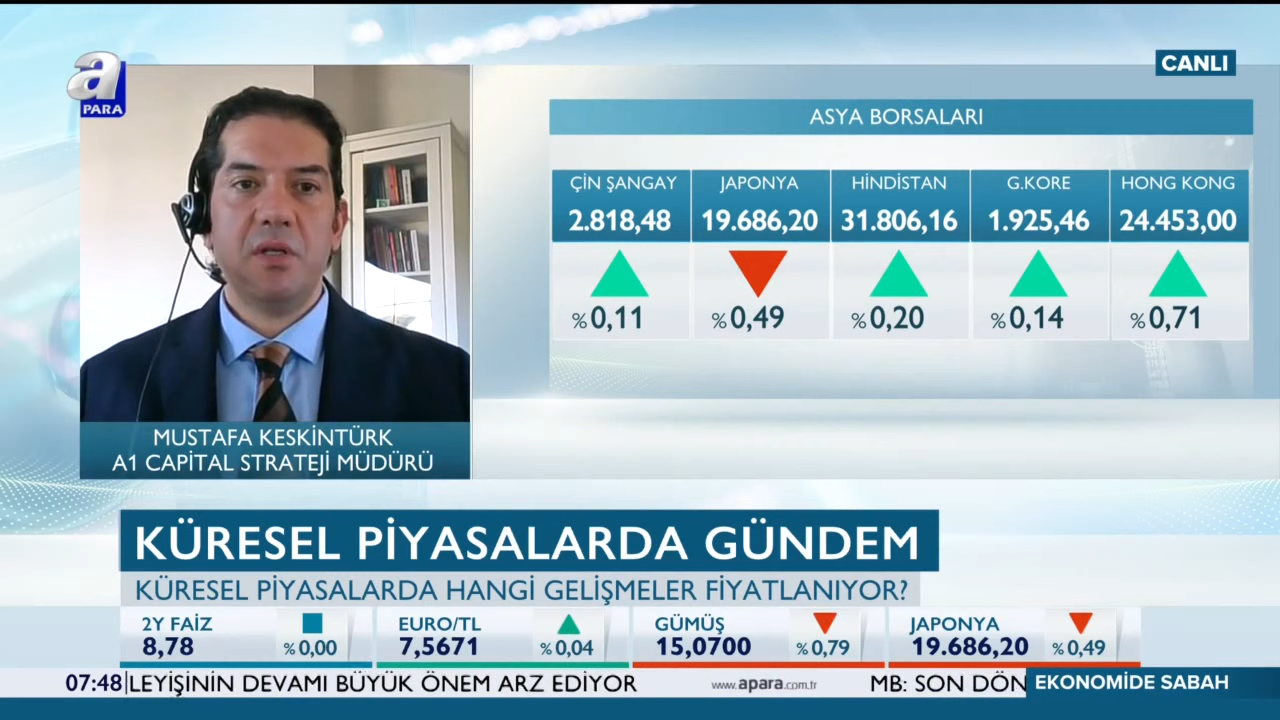 a
PARA
CANLI
ASYA BORSALARI
ÇİN ŞANGAY JAPONYA HİNDİSTAN G.KORE HONG KONG
2.818,48 19.686,20 31.806,16 1.925,46 24.453,00
%0,11 %0,49 %0,20 %0,14 %0,71
MUSTAFA KESKİNTÜRK
A1 CAPITAL STRATEJİ MÜDÜRÜ
KÜRESEL PİYASALARDA GÜNDEM
KÜRESEL PİYASALARDA HANGİ GELİŞMELER FİYATLANIYOR?
2Y FAİZ EURO/TL GÜMÜŞ JAPONYA
8,78 %0,00 7,5671 %0,04 15,0700 %0,79 19.686,20 %0,49
07:48 LEYİŞİNİN DEVAMI BÜYÜK ÖNEM ARZ EDİYOR www.apara.com.tr MB: SON DÖN EKONOMİDE SABAH